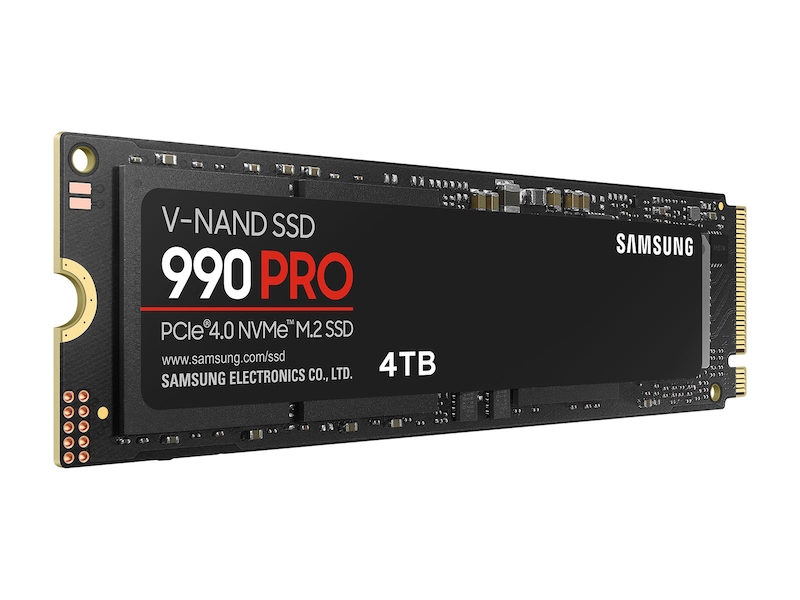 V-NAND SSD
990 PRO
PCIe®4.0 NVMe™ M.2 SSD
www.samsung.com/ssd
SAMSUNG ELECTRONICS CO., LTD.
4TB
SAMSUNG